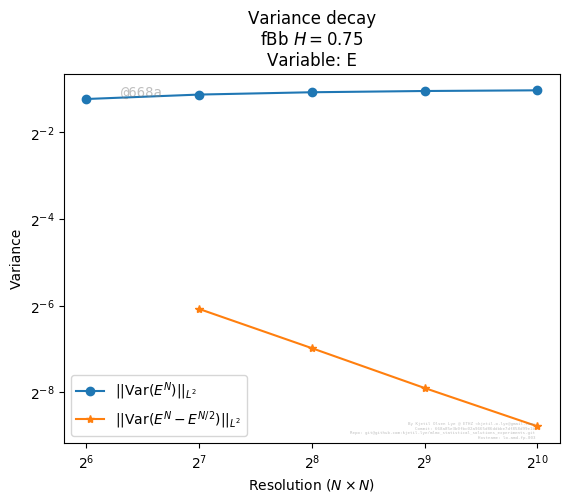 Variance decay
fBb H = 0.75
Variable: E
@668a
2^-2
2^-4
2^-6
2^-8
Variance
||Var(E^N)||_{L^2}
||Var(E^N − E^{N/2})||_{L^2}
2^6 2^7 2^8 2^9 2^10
Resolution (N × N)